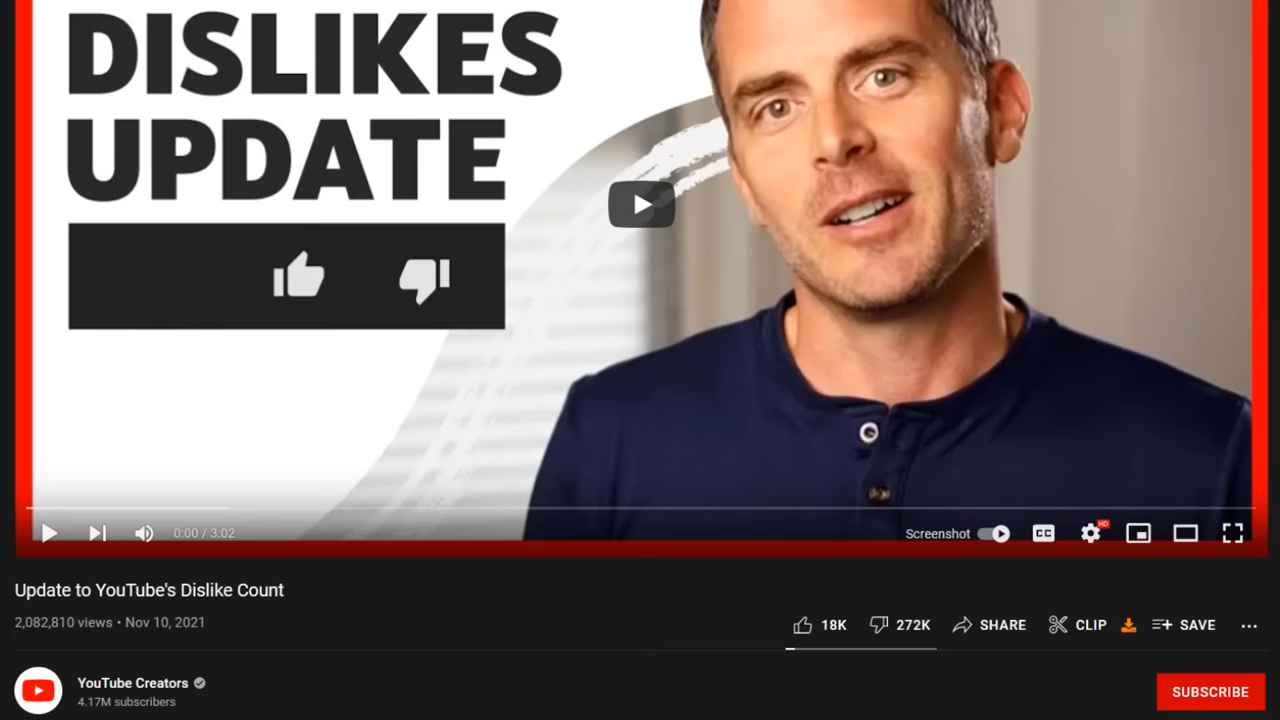 DISLIKES
UPDATE
0:00 / 3:02
Screenshot
CC
HD
Update to YouTube's Dislike Count
2,082,810 views • Nov 10, 2021
18K 272K SHARE CLIP SAVE ...
YouTube Creators
4.17M subscribers
SUBSCRIBE